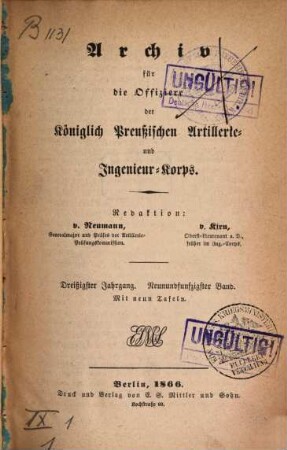 B 1131
Archiv
für
die Offiziere
der
Königlich Preußischen Artillerie-
und
Ingenieur-Korps.
Redaktion:
v. Neumann,
Generalmajor und Präses der Artillerie-
Prüfungskommission.
v. Kirn,
Oberst-Lieutenant a. D.,
früher im Ing.-Corps.
UNGÜLTIG!
Dreißigster Jahrgang. Neunundfunfzigster Band.
Mit neun Tafeln.
UNGÜLTIG!
Berlin, 1866.
Druck und Verlag von E. S. Mittler und Sohn.
Kochstraße 69.
IX 1
1